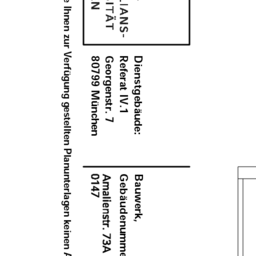 LIANS-
ITÄT
N
Dienstgebäude:
Referat IV.1
Georgenstr. 7
80799 München
Bauwerk,
Gebäudenumme
Amalienstr. 73A
0147
e Ihnen zur Verfügung gestellten Planunterlagen keinen A